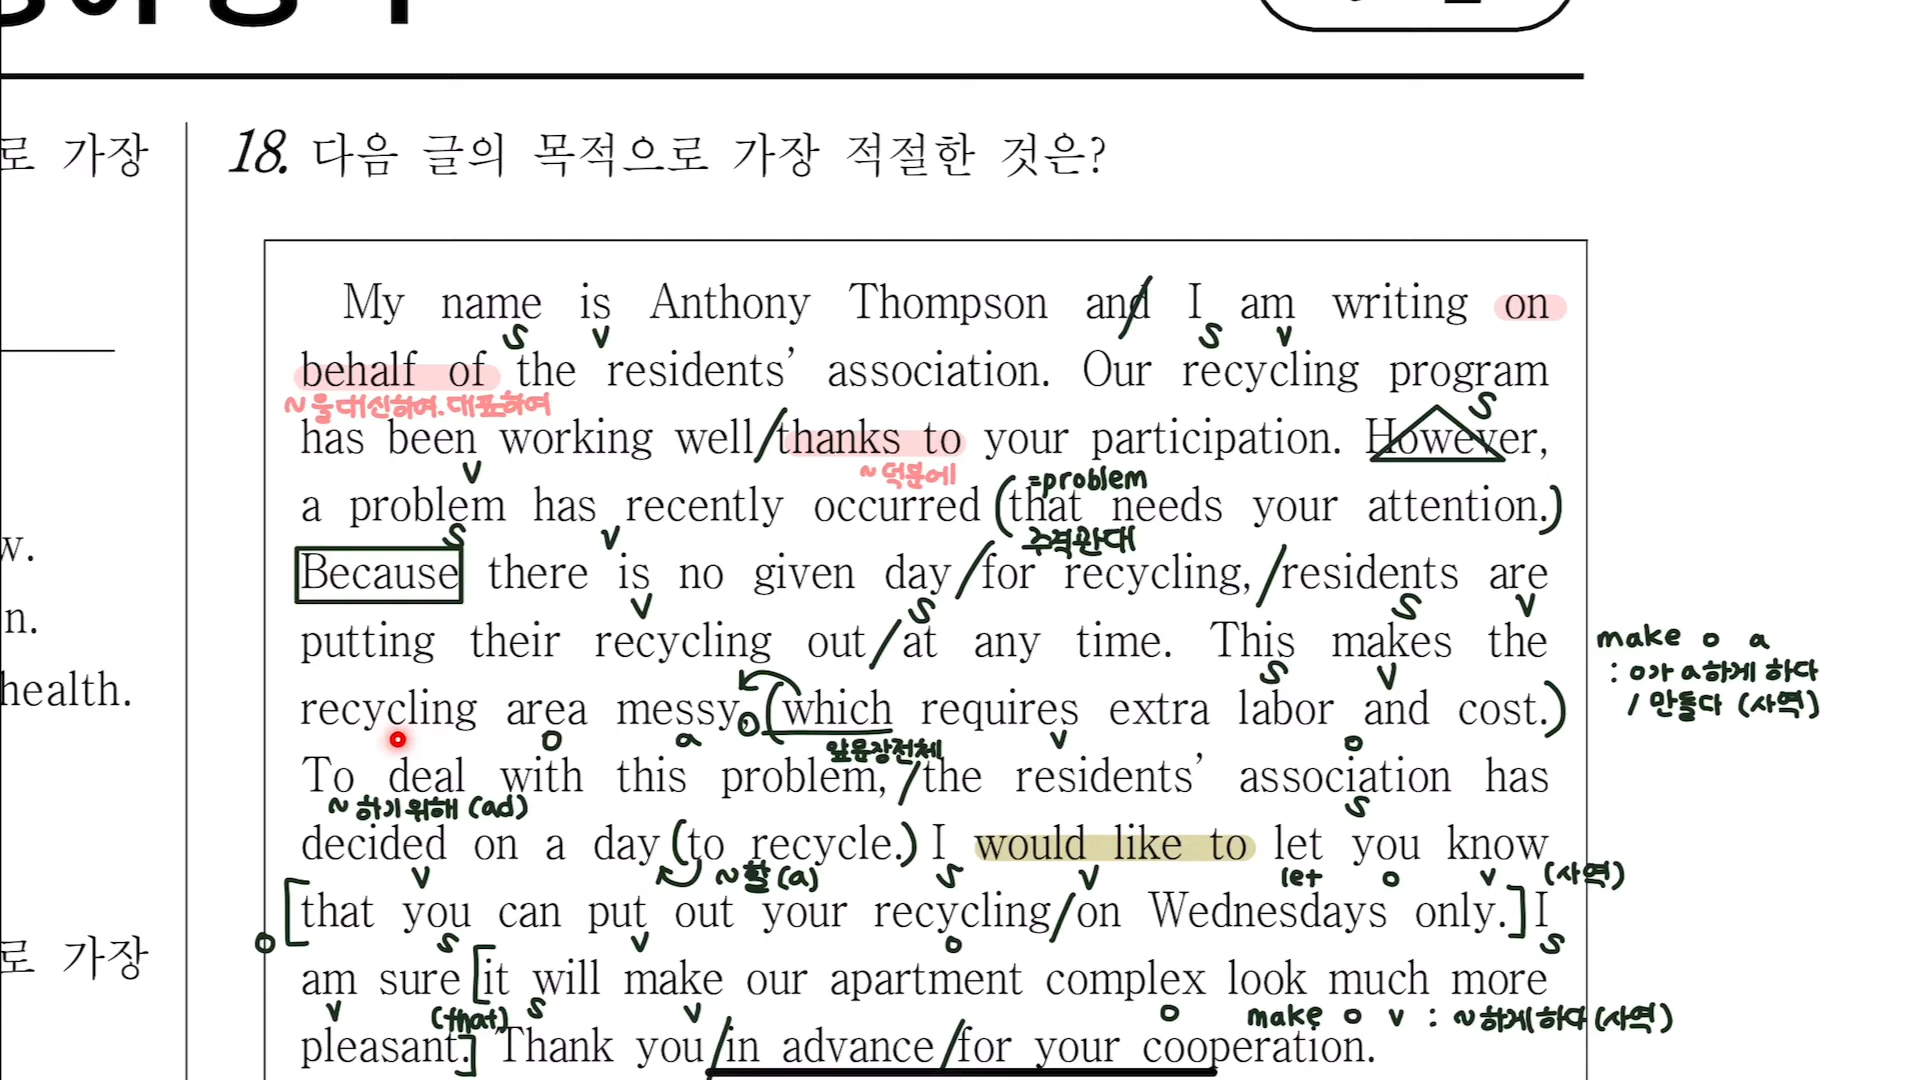 로 가장
w.
n.
health.
로 가장
18. 다음 글의 목적으로 가장 적절한 것은?
My name is Anthony Thompson and I am writing on
S V S V
behalf of the residents' association. Our recycling program
~을대신하여.대표하여 S
has been working well/thanks to your participation. However,
V ~덕분에 =problem
a problem has recently occurred (that needs your attention.)
S V 주격관대
Because there is no given day/for recycling,/residents are
V S S V
putting their recycling out/at any time. This makes the
S V
make o a
: o가 a하게 하다
/ 만들다 (사역)
recycling area messy, (which requires extra labor and cost.)
o a 앞문장전체 V o
To deal with this problem,/the residents' association has
~하기위해 (ad) S
decided on a day (to recycle.) I would like to let you know
V ~할(a) S V let o v (사역)
[that you can put out your recycling/on Wednesdays only.] I
o S V o S
am sure [it will make our apartment complex look much more
V (that) S V o make o v : ~하게하다 (사역)
pleasant.] Thank you/in advance/for your cooperation.